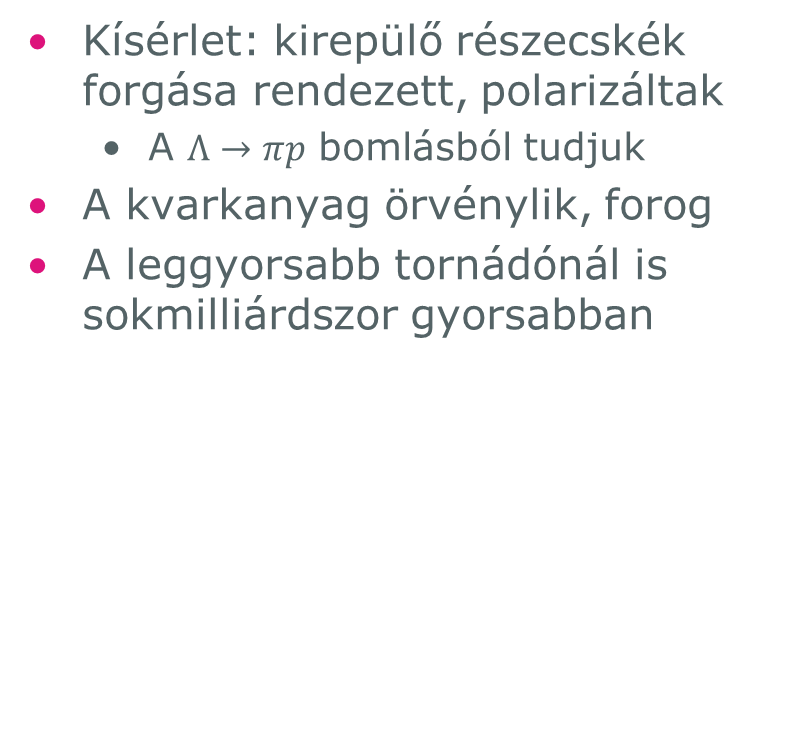 • Kísérlet: kirepülő részecskék
forgása rendezett, polarizáltak
• A Λ → πp bomlásból tudjuk
• A kvarkanyag örvénylik, forog
• A leggyorsabb tornádónál is
sokmilliárdszor gyorsabban